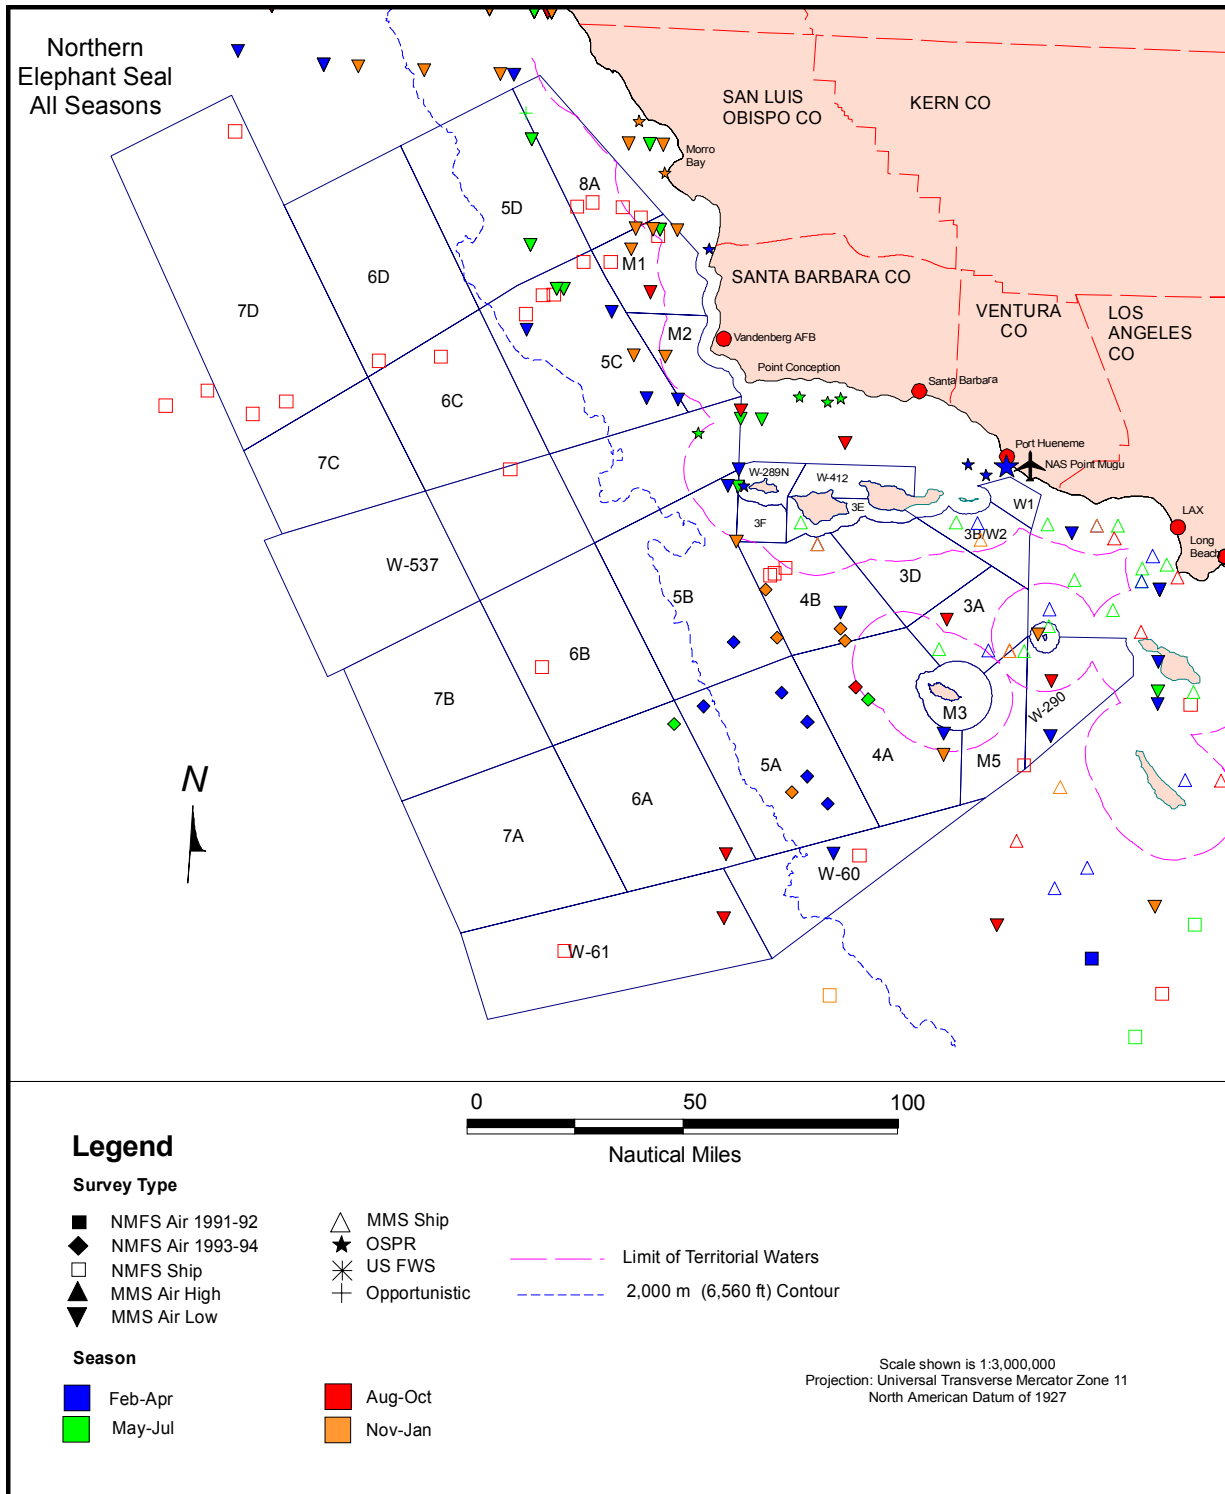 Northern
Elephant Seal
All Seasons
SAN LUIS
OBISPO CO
KERN CO
Morro
Bay
8A
5D
6D
7D
M1
SANTA BARBARA CO
VENTURA
CO
LOS
ANGELES
CO
M2
Vandenberg AFB
5C
Point Conception
Santa Barbara
6C
7C
Port Hueneme
NAS Point Mugu
W-289N
W-412
3E
3F
W1
LAX
Long
Beach
3B/W2
W-537
3D
5B
4B
3A
6B
7B
M3
W-290
5A
4A
M5
6A
7A
W-60
W-61
N
0 50 100
Nautical Miles
Legend
Survey Type
NMFS Air 1991-92
NMFS Air 1993-94
NMFS Ship
MMS Air High
MMS Air Low
MMS Ship
OSPR
US FWS
Opportunistic
Limit of Territorial Waters
2,000 m (6,560 ft) Contour
Season
Feb-Apr
May-Jul
Aug-Oct
Nov-Jan
Scale shown is 1:3,000,000
Projection: Universal Transverse Mercator Zone 11
North American Datum of 1927